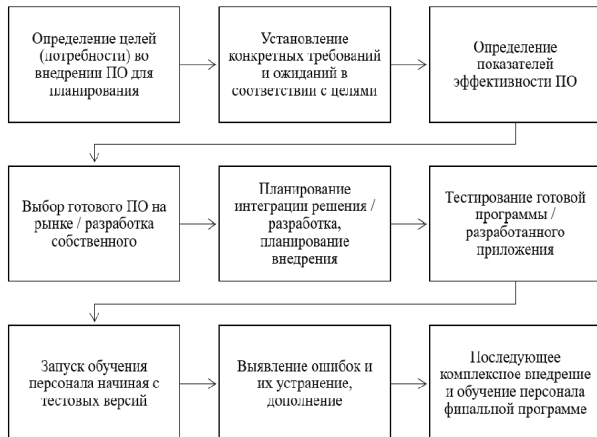 Определение целей
(потребности) во
внедрении ПО для
планирования
Установление
конкретных требований
и ожиданий в
соответствии с целями
Определение
показателей
эффективности ПО
Выбор готового ПО на
рынке / разработка
собственного
Планирование
интеграции решения /
разработка,
планирование
внедрения
Тестирование готовой
программы /
разработанного
приложения
Запуск обучения
персонала начиная с
тестовых версий
Выявление ошибок и
их устранение,
дополнение
Последующее
комплексное внедрение
и обучение персонала
финальной программе